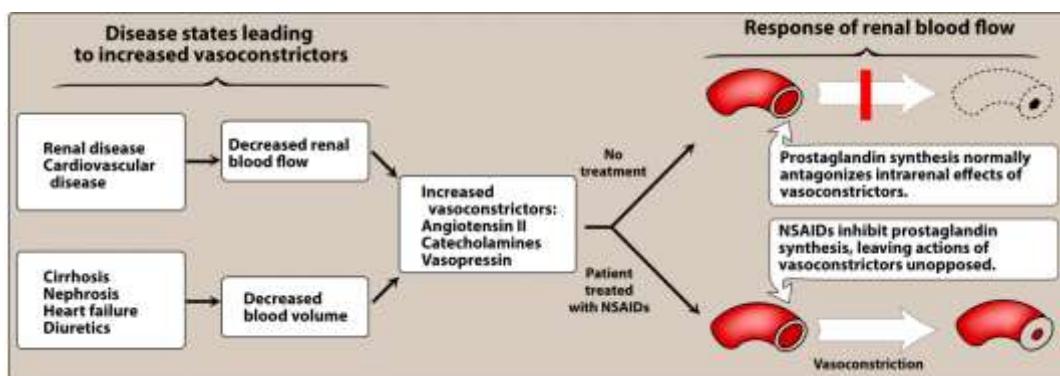 Disease states leading
to increased vasoconstrictors
Response of renal blood flow
Renal disease
Cardiovascular
disease
Decreased renal
blood flow
Cirrhosis
Nephrosis
Heart failure
Diuretics
Decreased
blood volume
Increased
vasoconstrictors:
Angiotensin II
Catecholamines
Vasopressin
No
treatment
Patient
treated
with NSAIDs
Prostaglandin synthesis normally
antagonizes intrarenal effects of
vasoconstrictors.
NSAIDs inhibit prostaglandin
synthesis, leaving actions of
vasoconstrictors unopposed.
Vasoconstriction